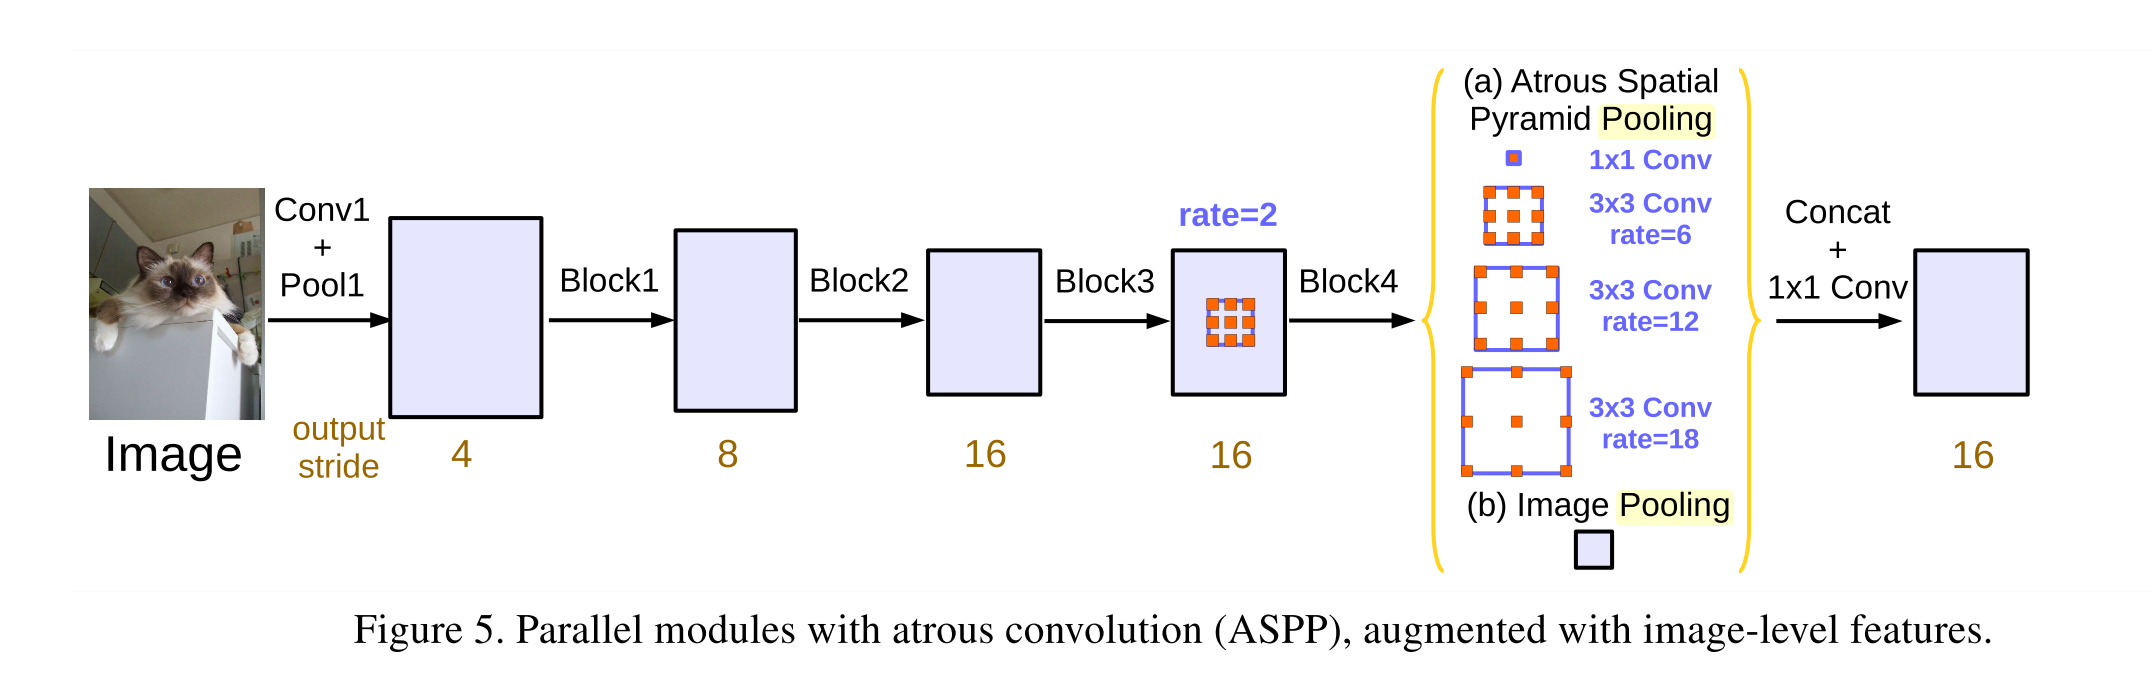 Image
Conv1
+
Pool1
output
stride
4
Block1
8
Block2
16
Block3
rate=2
16
Block4
(a) Atrous Spatial
Pyramid Pooling
1x1 Conv
3x3 Conv
rate=6
3x3 Conv
rate=12
3x3 Conv
rate=18
(b) Image Pooling
Concat
+
1x1 Conv
16
Figure 5. Parallel modules with atrous convolution (ASPP), augmented with image-level features.